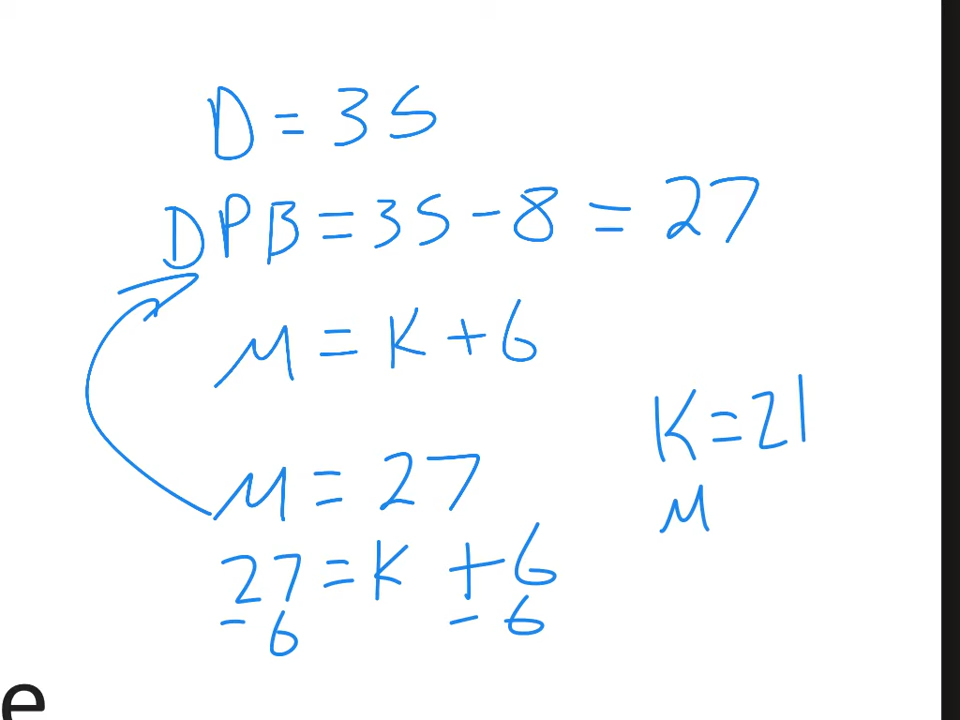 D = 35
DPB = 35 - 8 = 27
M = K + 6
K = 21
M = 27
M
27 = K + 6
- 6 - 6
e